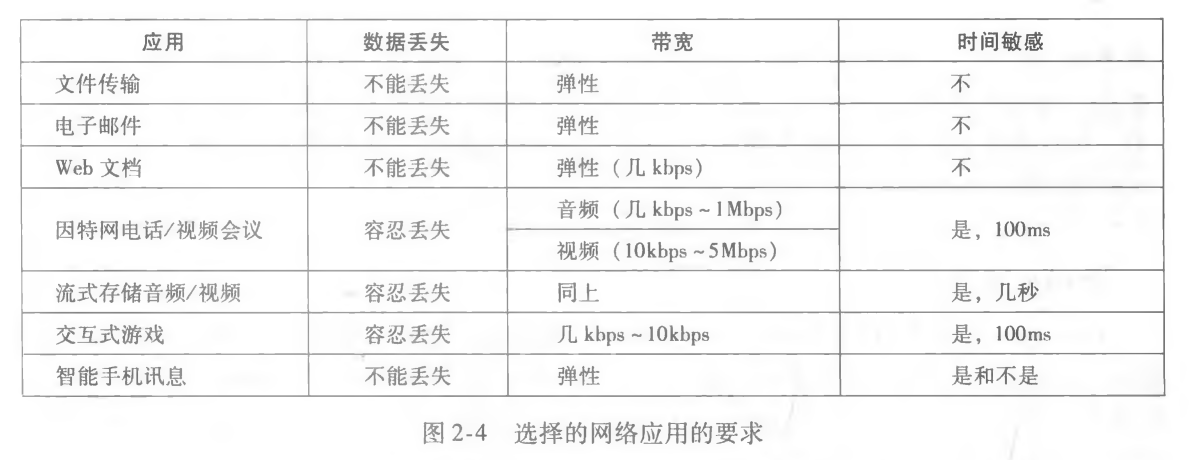 应用 数据丢失 带宽 时间敏感
文件传输 不能丢失 弹性 不
电子邮件 不能丢失 弹性 不
Web 文档 不能丢失 弹性（几 kbps） 不
因特网电话/视频会议 容忍丢失 音频（几 kbps ~ 1Mbps） 是，100ms
视频（10kbps ~ 5Mbps）
流式存储音频/视频 容忍丢失 同上 是，几秒
交互式游戏 容忍丢失 几 kbps ~ 10kbps 是，100ms
智能手机讯息 不能丢失 弹性 是和不是
图 2-4 选择的网络应用的要求